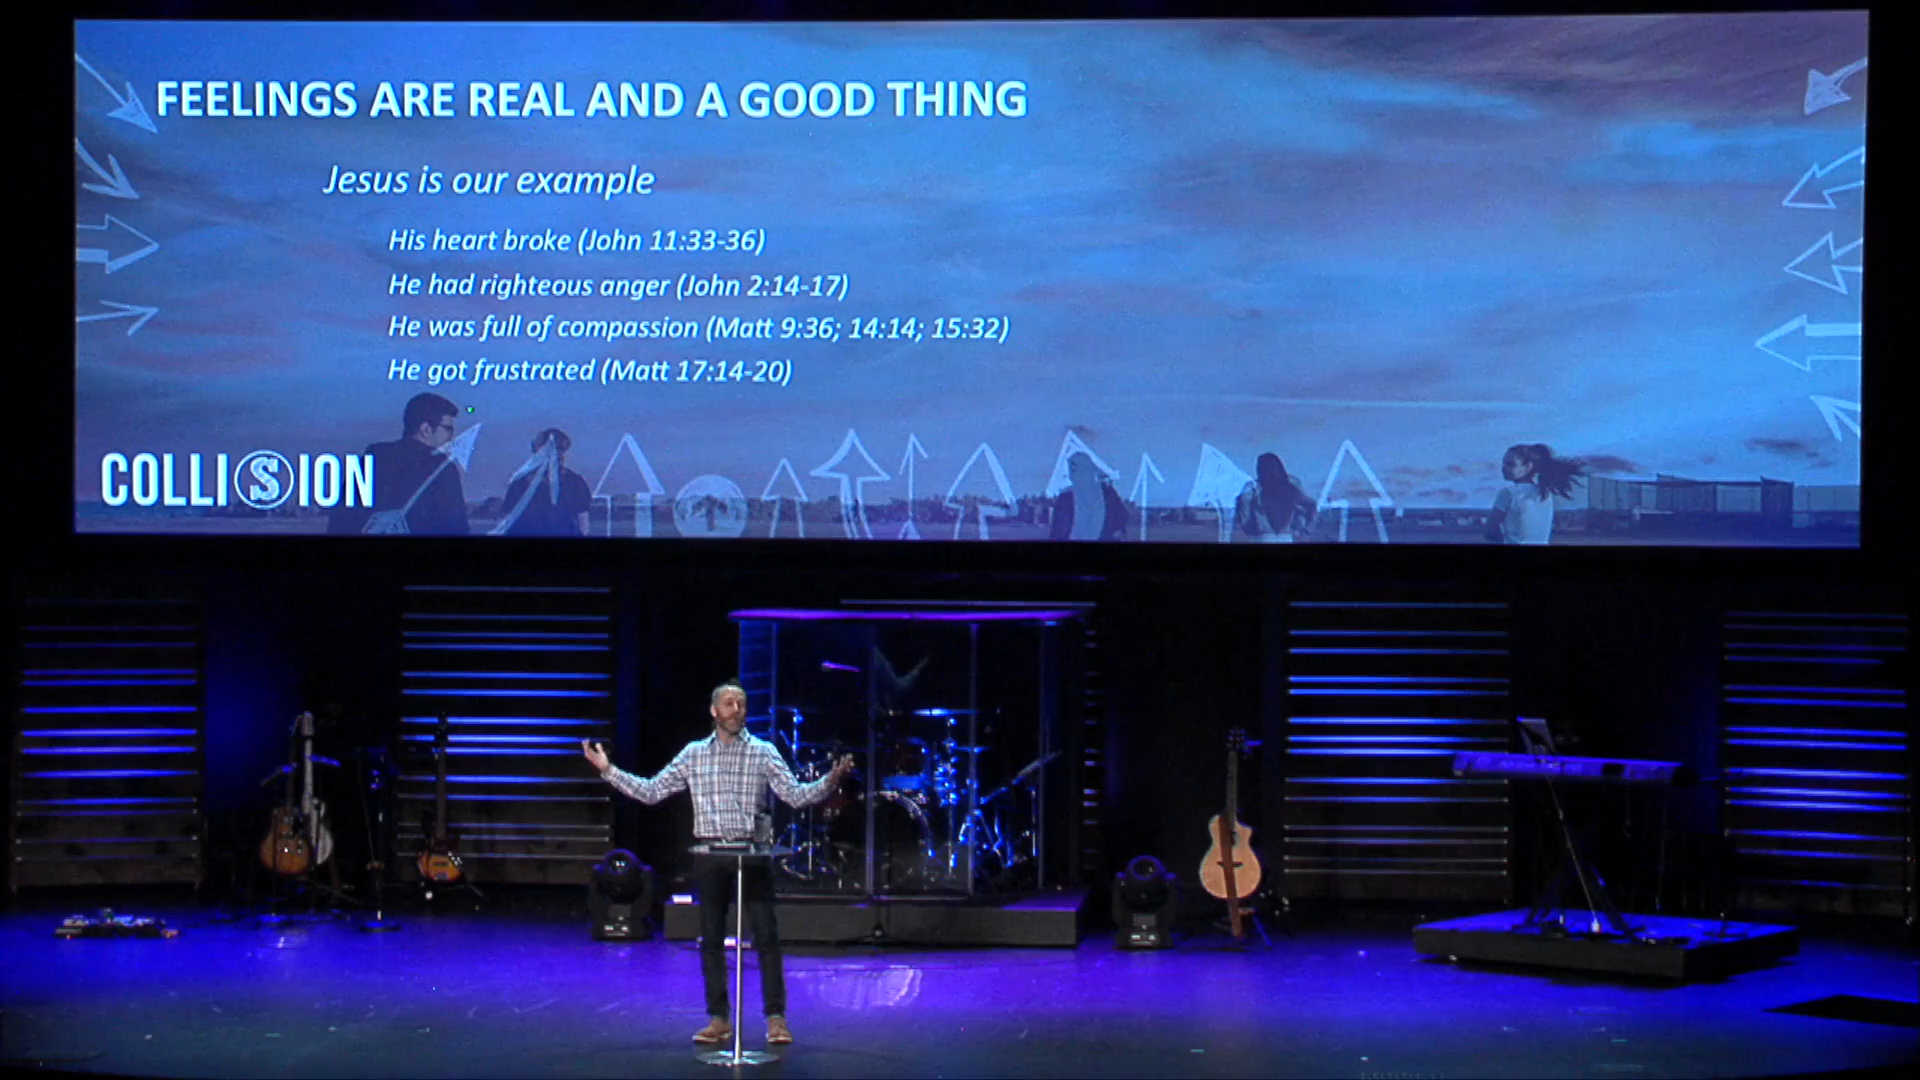 FEELINGS ARE REAL AND A GOOD THING
Jesus is our example
His heart broke (John 11:33-36)
He had righteous anger (John 2:14-17)
He was full of compassion (Matt 9:36; 14:14; 15:32)
He got frustrated (Matt 17:14-20)
COLLISION